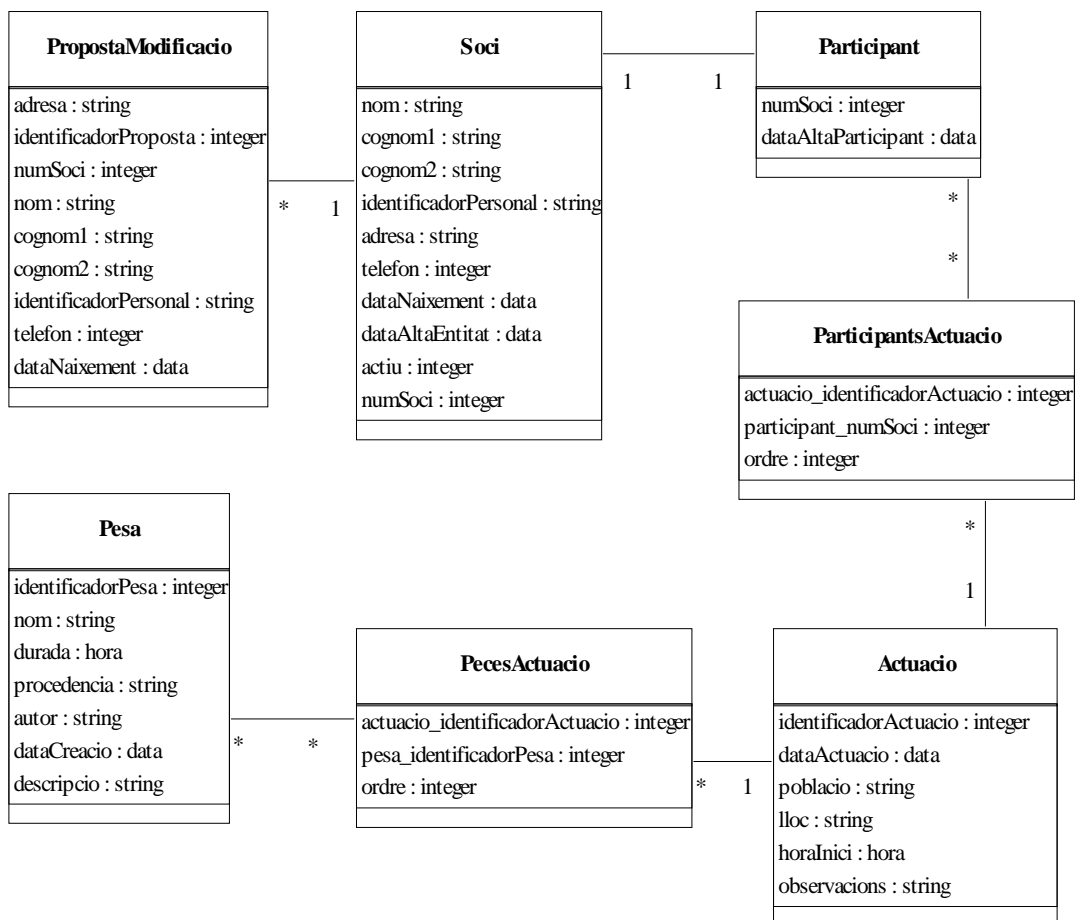 PropostaModificacio
adresa : string
identificadorProposta : integer
numSoci : integer
nom : string
cognom1 : string
cognom2 : string
identificadorPersonal : string
telefon : integer
dataNaixement : data
* 1
Soci
nom : string
cognom1 : string
cognom2 : string
identificadorPersonal : string
adresa : string
telefon : integer
dataNaixement : data
dataAltaEntitat : data
actiu : integer
numSoci : integer
1 1
Participant
numSoci : integer
dataAltaParticipant : data
*
*
ParticipantsActuacio
actuacio_identificadorActuacio : integer
participant_numSoci : integer
ordre : integer
*
1
Pesa
identificadorPesa : integer
nom : string
durada : hora
procedencia : string
autor : string
dataCreacio : data
descripcio : string
* *
PecesActuacio
actuacio_identificadorActuacio : integer
pesa_identificadorPesa : integer
ordre : integer
* 1
Actuacio
identificadorActuacio : integer
dataActuacio : data
poblacio : string
lloc : string
horaInici : hora
observacions : string